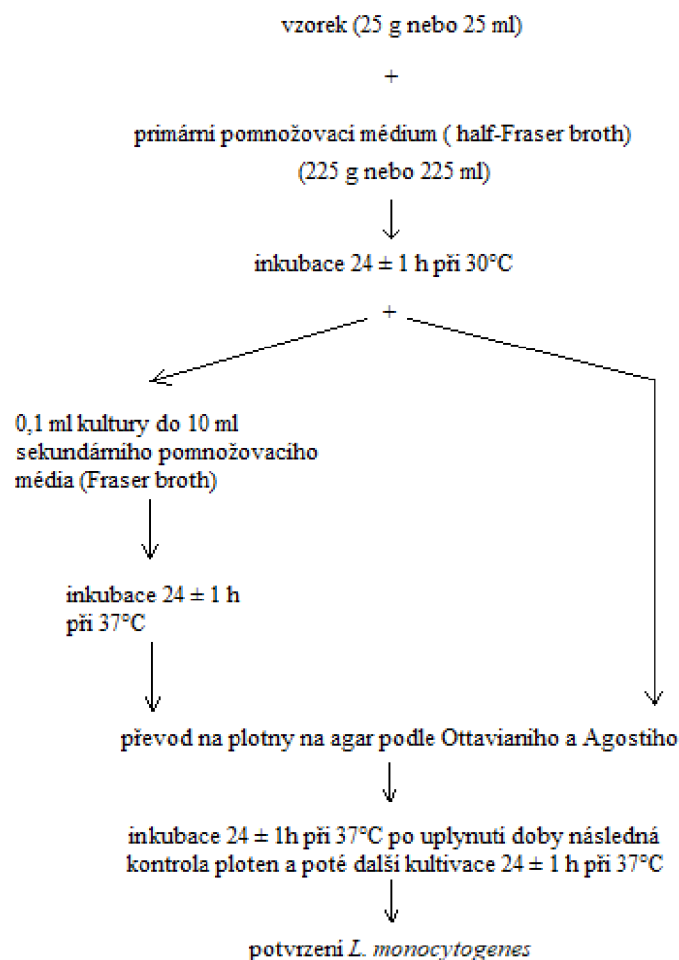 vzorek (25 g nebo 25 ml)
+
primární pomnožovací médium ( half-Fraser broth)
(225 g nebo 225 ml)
inkubace 24 ± 1 h při 30°C
+
0,1 ml kultury do 10 ml
sekundárního pomnožovacího
média (Fraser broth)
inkubace 24 ± 1 h
při 37°C
převod na plotny na agar podle Ottavianiho a Agostiho
inkubace 24 ± 1h při 37°C po uplynutí doby následná
kontrola ploten a poté další kultivace 24 ± 1 h při 37°C
potvrzení L. monocytogenes